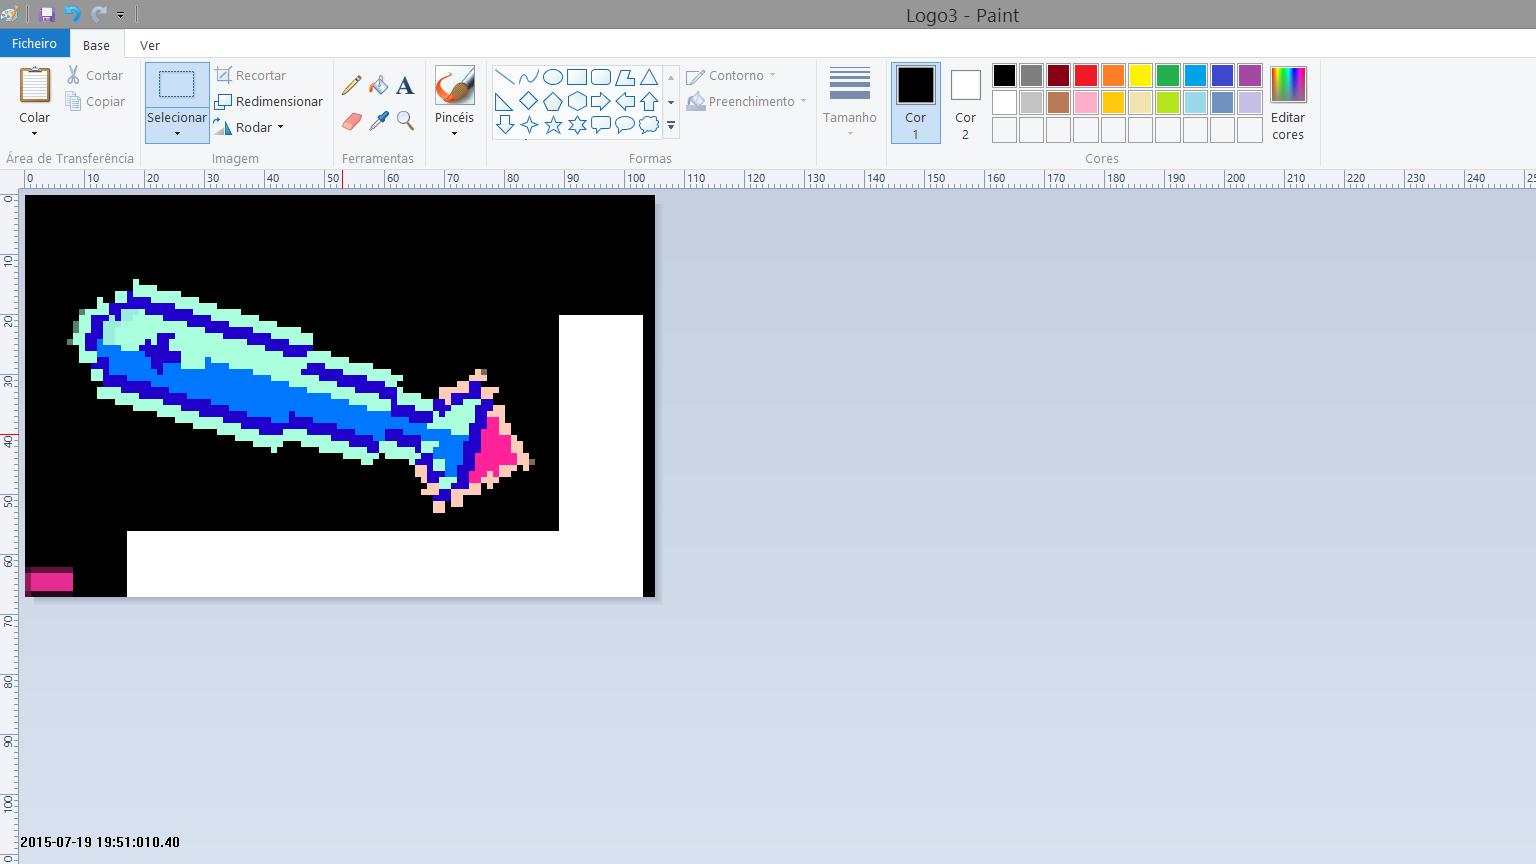 Logo3 - Paint
Ficheiro Base Ver
Colar
Cortar
Copiar
Área de Transferência
Selecionar
Recortar
Redimensionar
Rodar
Imagem
A
Ferramentas
Pincéis
Contorno
Preenchimento
Formas
Tamanho
Cor 1
Cor 2
Editar cores
Cores
0 10 20 30 40 50 60 70 80 90 100 110 120 130 140 150 160 170 180 190 200 210 220 230 240
0
10
20
30
40
50
60
70
80
90
100
2015-07-19 19:51:010.40